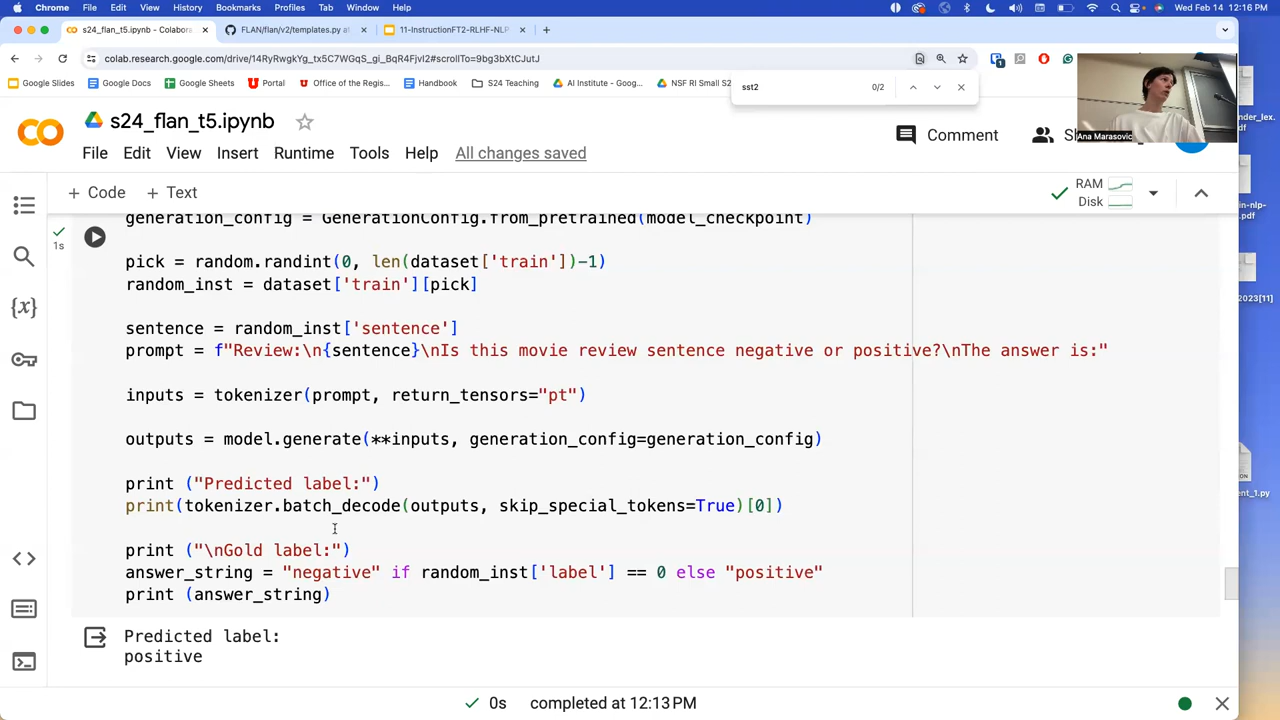 Chrome File Edit View History Bookmarks Profiles Tab Window Help Wed Feb 14 12:16 PM
s24_flan_t5.ipynb - Colabora FLAN/flan/v2/templates.py at 11-InstructionFT2-RLHF-NLP
colab.research.google.com/drive/14RyRwgkYg_tx5C7WGqS_gi_BqR4FjvI2#scrollTo=9bg3bXtCJutJ
Google Slides Google Docs Google Sheets Portal Office of the Regis... Handbook S24 Teaching AI Institute - Googl... NSF RI Small S2
sst2 0/2
Ana Marasovic
s24_flan_t5.ipynb
File Edit View Insert Runtime Tools Help All changes saved
Comment
+ Code + Text
RAM
Disk
1s
generation_config = GenerationConfig.from_pretrained(model_checkpoint)
pick = random.randint(0, len(dataset['train'])-1)
random_inst = dataset['train'][pick]
sentence = random_inst['sentence']
prompt = f"Review:\n{sentence}\nIs this movie review sentence negative or positive?\nThe answer is:"
inputs = tokenizer(prompt, return_tensors="pt")
outputs = model.generate(**inputs, generation_config=generation_config)
print ("Predicted label:")
print(tokenizer.batch_decode(outputs, skip_special_tokens=True)[0])
print ("\nGold label:")
answer_string = "negative" if random_inst['label'] == 0 else "positive"
print (answer_string)
Predicted label:
positive
0s completed at 12:13 PM